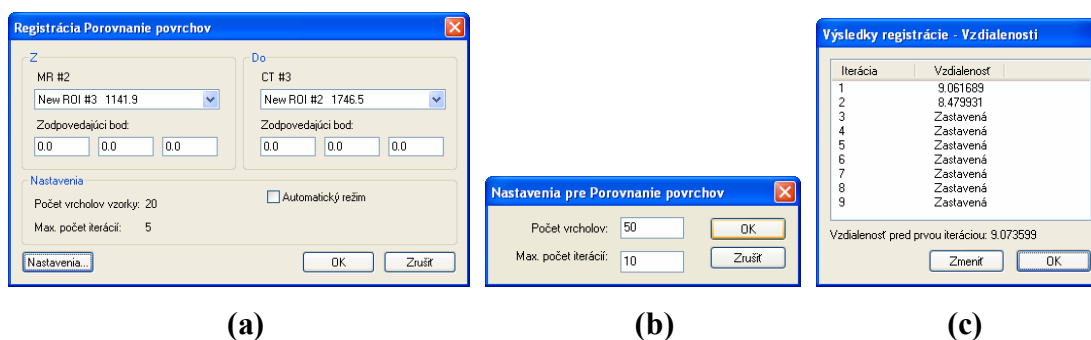 Registrácia Porovnanie povrchov
Z
MR #2
New ROI #3 1141.9
Zodpovedajúci bod:
0.0 0.0 0.0
Do
CT #3
New ROI #2 1746.5
Zodpovedajúci bod:
0.0 0.0 0.0
Nastavenia
Počet vrcholov vzorky: 20
Max. počet iterácií: 5
Automatický režim
Nastavenia... OK Zrušiť
(a)
Nastavenia pre Porovnanie povrchov
Počet vrcholov: 50 OK
Max. počet iterácií: 10 Zrušiť
(b)
Výsledky registrácie - Vzdialenosti
Iterácia Vzdialenosť
1 9.061689
2 8.479931
3 Zastavená
4 Zastavená
5 Zastavená
6 Zastavená
7 Zastavená
8 Zastavená
9 Zastavená
Vzdialenosť pred prvou iteráciou: 9.073599
Zmeniť OK
(c)